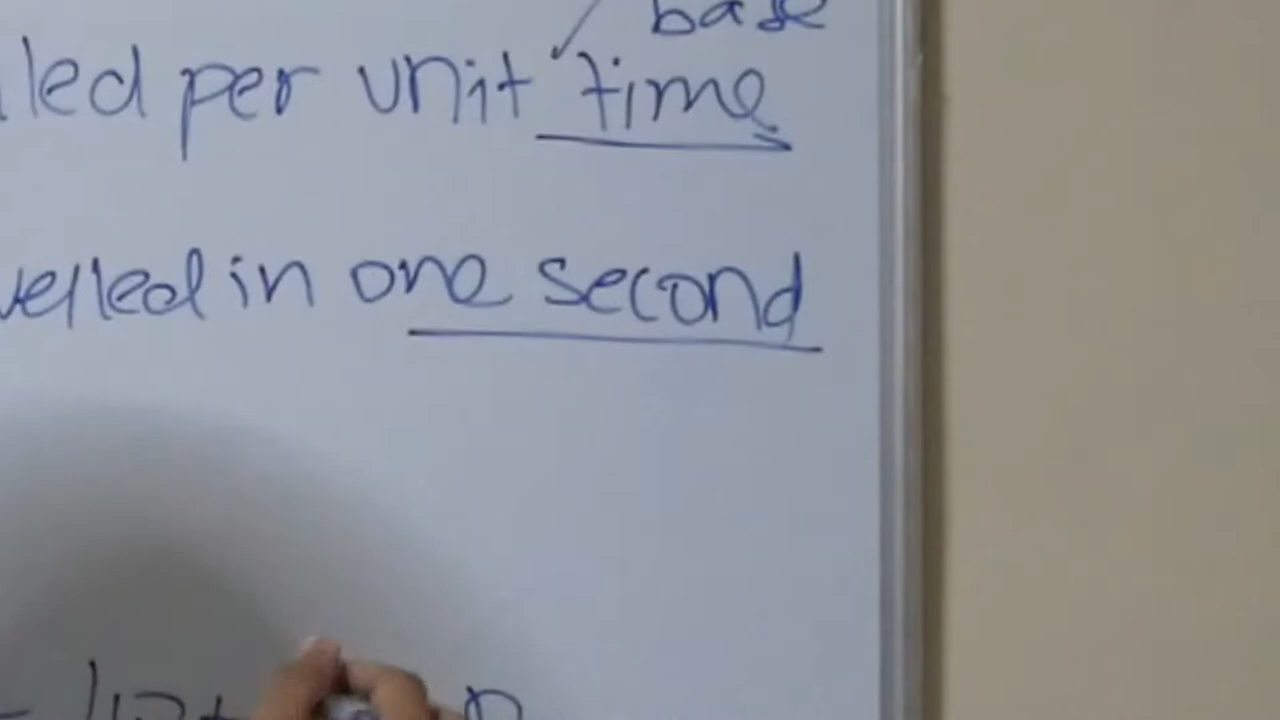 base
lled per unit time
velled in one second